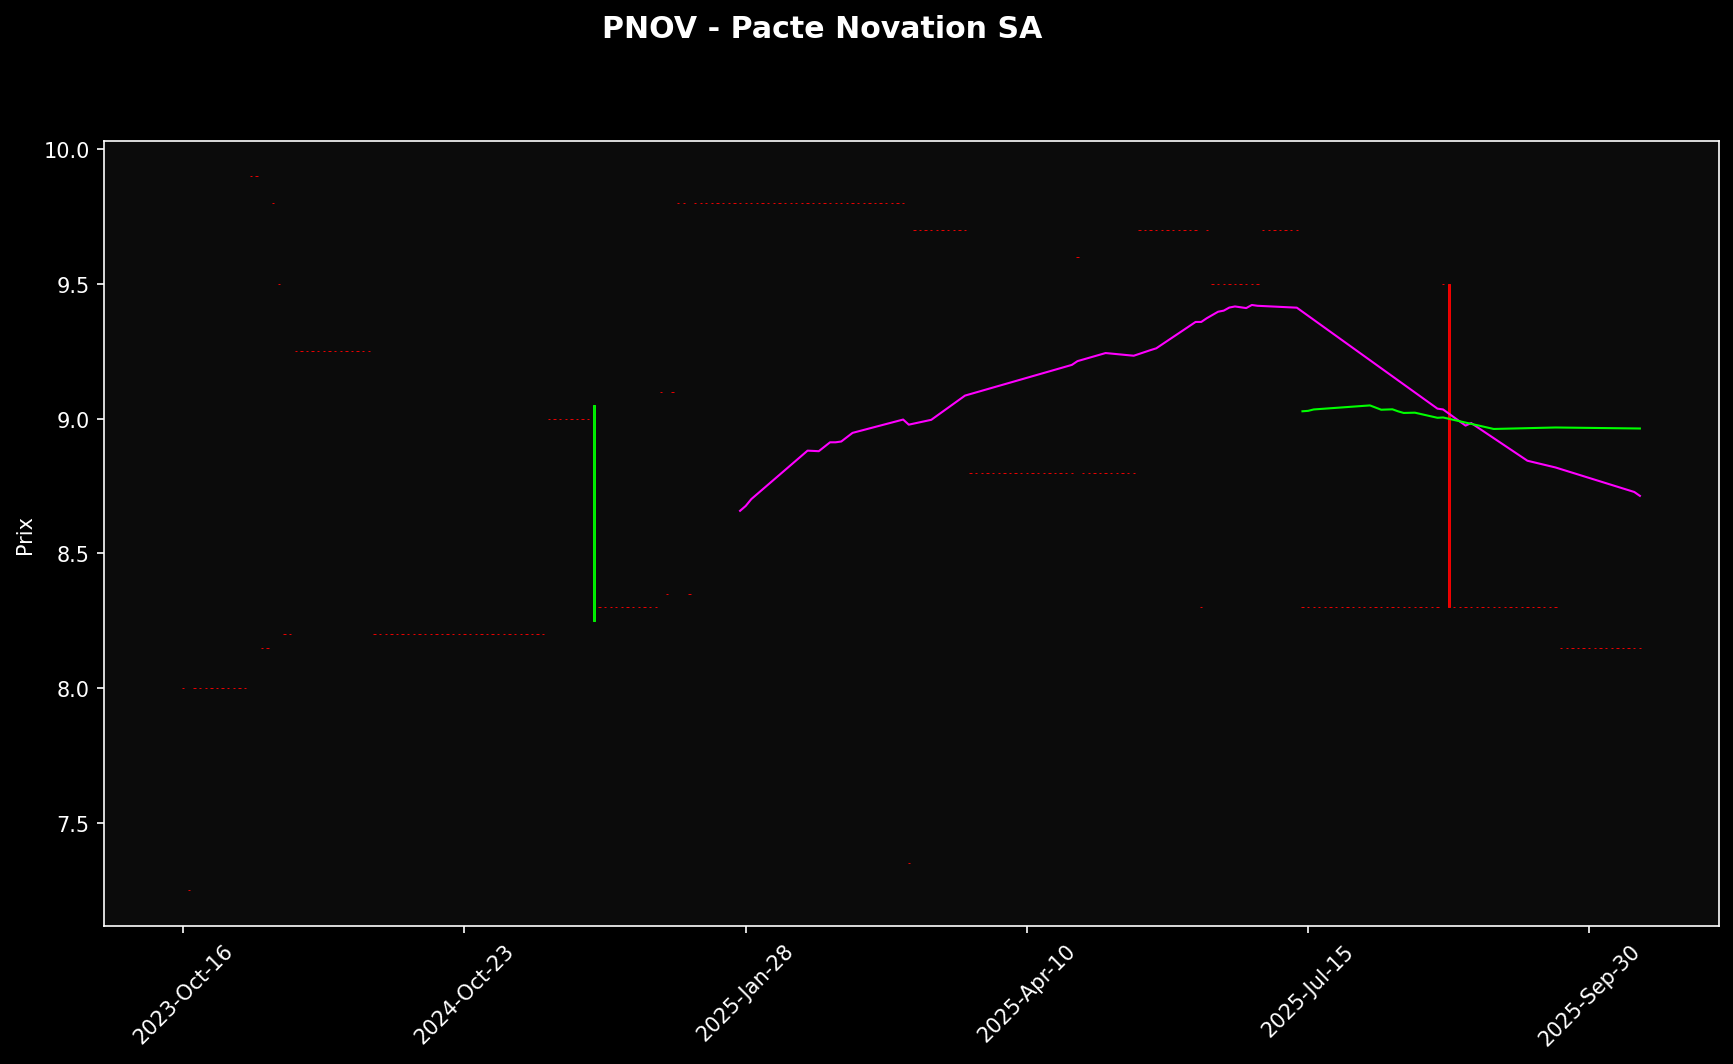 PNOV - Pacte Novation SA
10.0
9.5
9.0
8.5
8.0
7.5
Prix
2023-Oct-16
2024-Oct-23
2025-Jan-28
2025-Apr-10
2025-Jul-15
2025-Sep-30